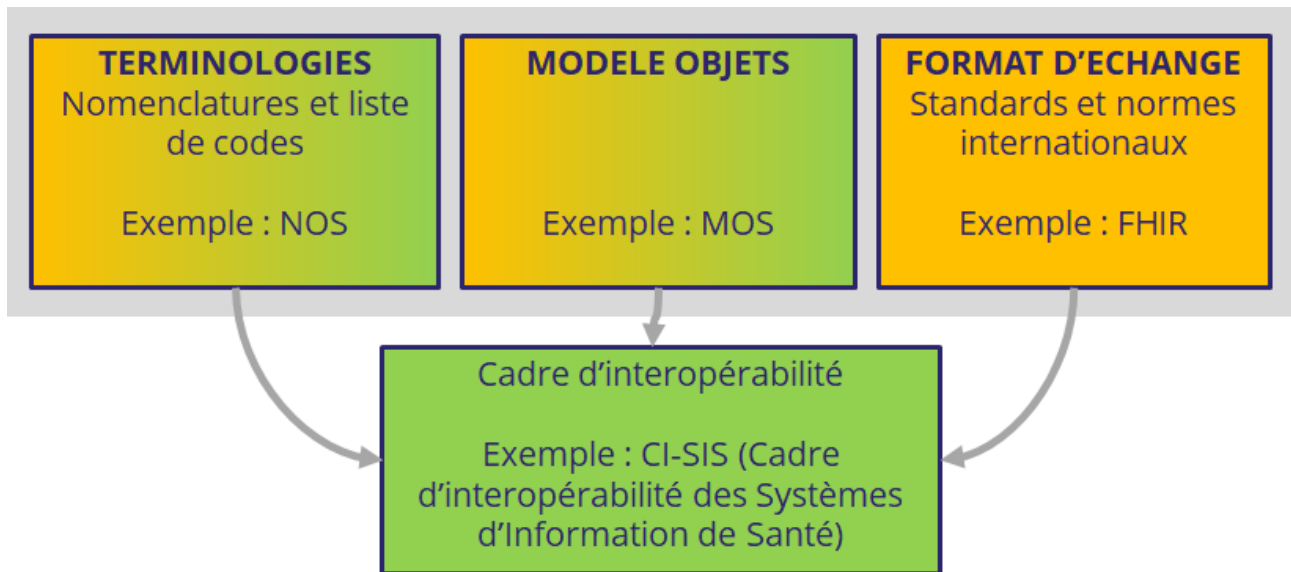 TERMINOLOGIES
Nomenclatures et liste
de codes
Exemple : NOS
MODELE OBJETS
Exemple : MOS
FORMAT D’ECHANGE
Standards et normes
internationaux
Exemple : FHIR
Cadre d’interopérabilité
Exemple : CI-SIS (Cadre
d’interopérabilité des Systèmes
d’Information de Santé)